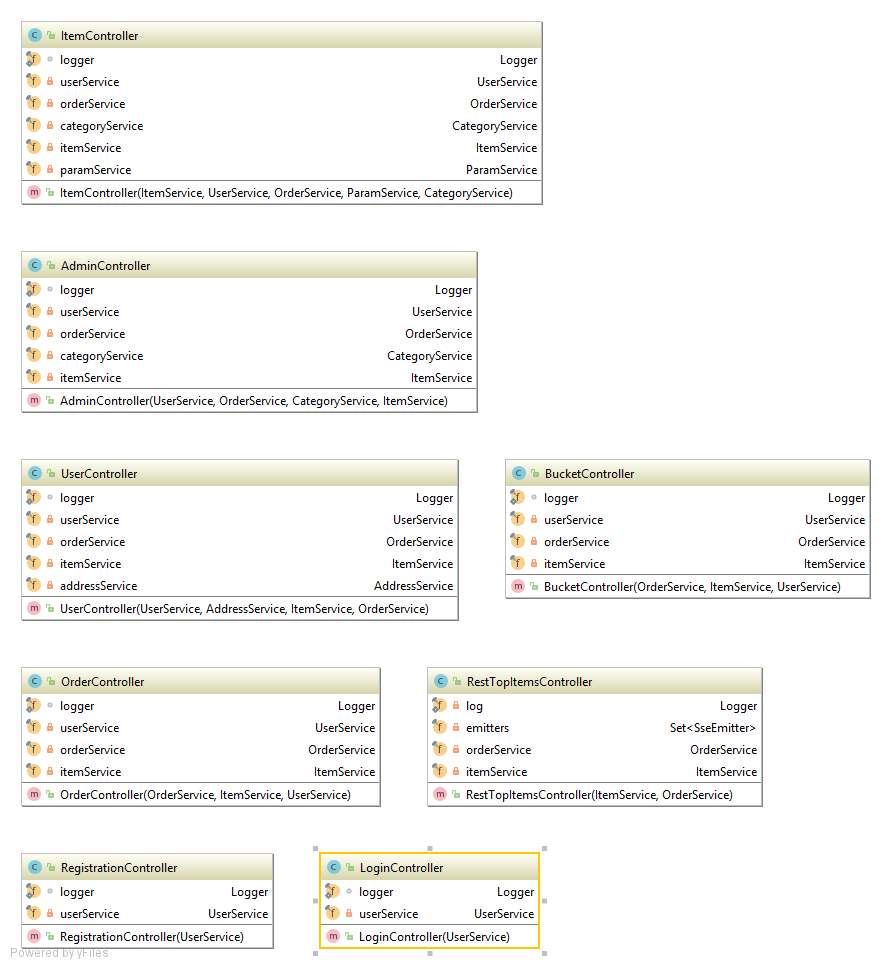 ItemController
logger Logger
userService UserService
orderService OrderService
categoryService CategoryService
itemService ItemService
paramService ParamService
ItemController(ItemService, UserService, OrderService, ParamService, CategoryService)
AdminController
logger Logger
userService UserService
orderService OrderService
categoryService CategoryService
itemService ItemService
AdminController(UserService, OrderService, CategoryService, ItemService)
UserController
logger Logger
userService UserService
orderService OrderService
itemService ItemService
addressService AddressService
UserController(UserService, AddressService, ItemService, OrderService)
BucketController
logger Logger
userService UserService
orderService OrderService
itemService ItemService
BucketController(OrderService, ItemService, UserService)
OrderController
logger Logger
userService UserService
orderService OrderService
itemService ItemService
OrderController(OrderService, ItemService, UserService)
RestTopItemsController
log Logger
emitters Set<SseEmitter>
orderService OrderService
itemService ItemService
RestTopItemsController(ItemService, OrderService)
RegistrationController
logger Logger
userService UserService
RegistrationController(UserService)
LoginController
logger Logger
userService UserService
LoginController(UserService)
Powered by yFiles